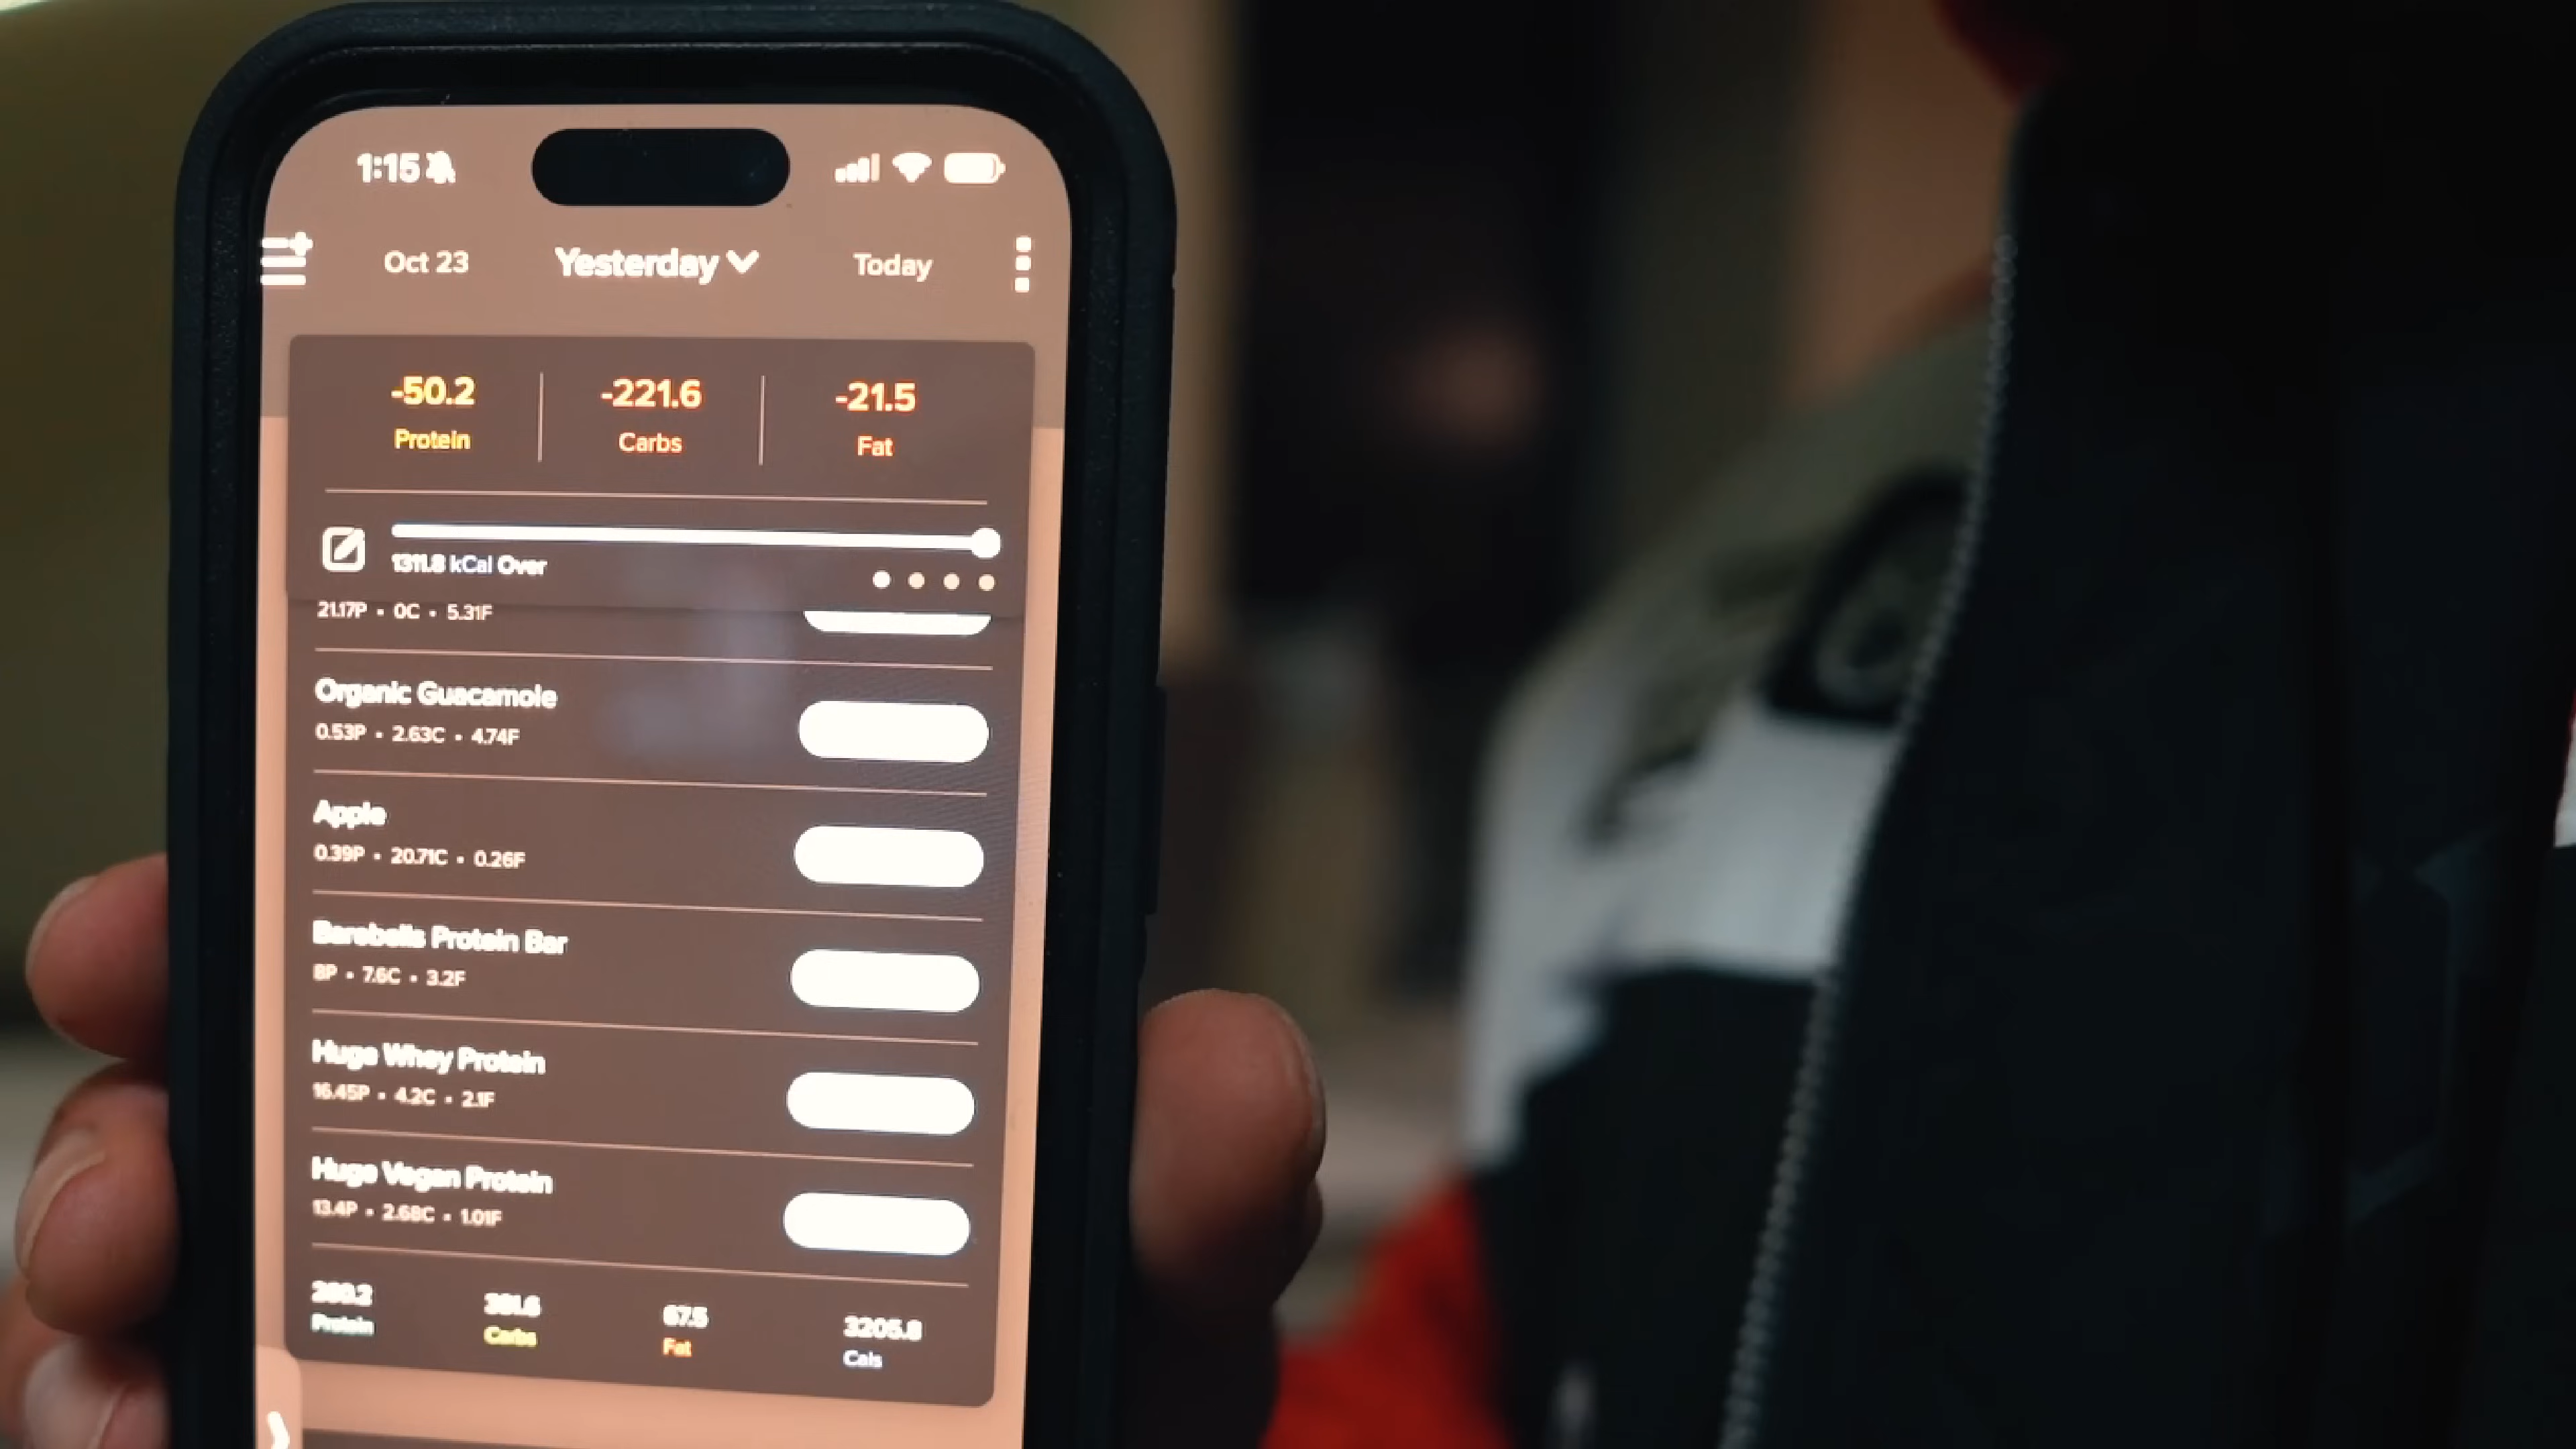 1:15
Oct 23 Yesterday Today
-50.2 -221.6 -21.5
Protein Carbs Fat
1311.8 kCal Over
21.17P • 0C • 5.31F
Organic Guacamole
0.53P • 2.63C • 4.74F
Apple
0.39P • 20.71C • 0.26F
Barebells Protein Bar
8P • 7.6C • 3.2F
Huge Whey Protein
16.45P • 4.2C • 2.1F
Huge Vegan Protein
13.4P • 2.68C • 1.01F
67.5 3205.8
Protein Carbs Fat Cals